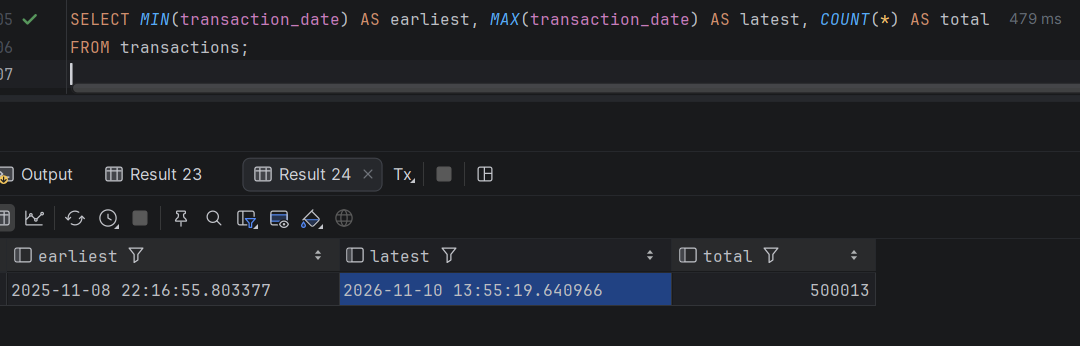 05 SELECT MIN(transaction_date) AS earliest, MAX(transaction_date) AS latest, COUNT(*) AS total 479 ms
06 FROM transactions;
07
Output Result 23 Result 24 × Tx
earliest latest total
2025-11-08 22:16:55.803377 2026-11-10 13:55:19.640966 500013